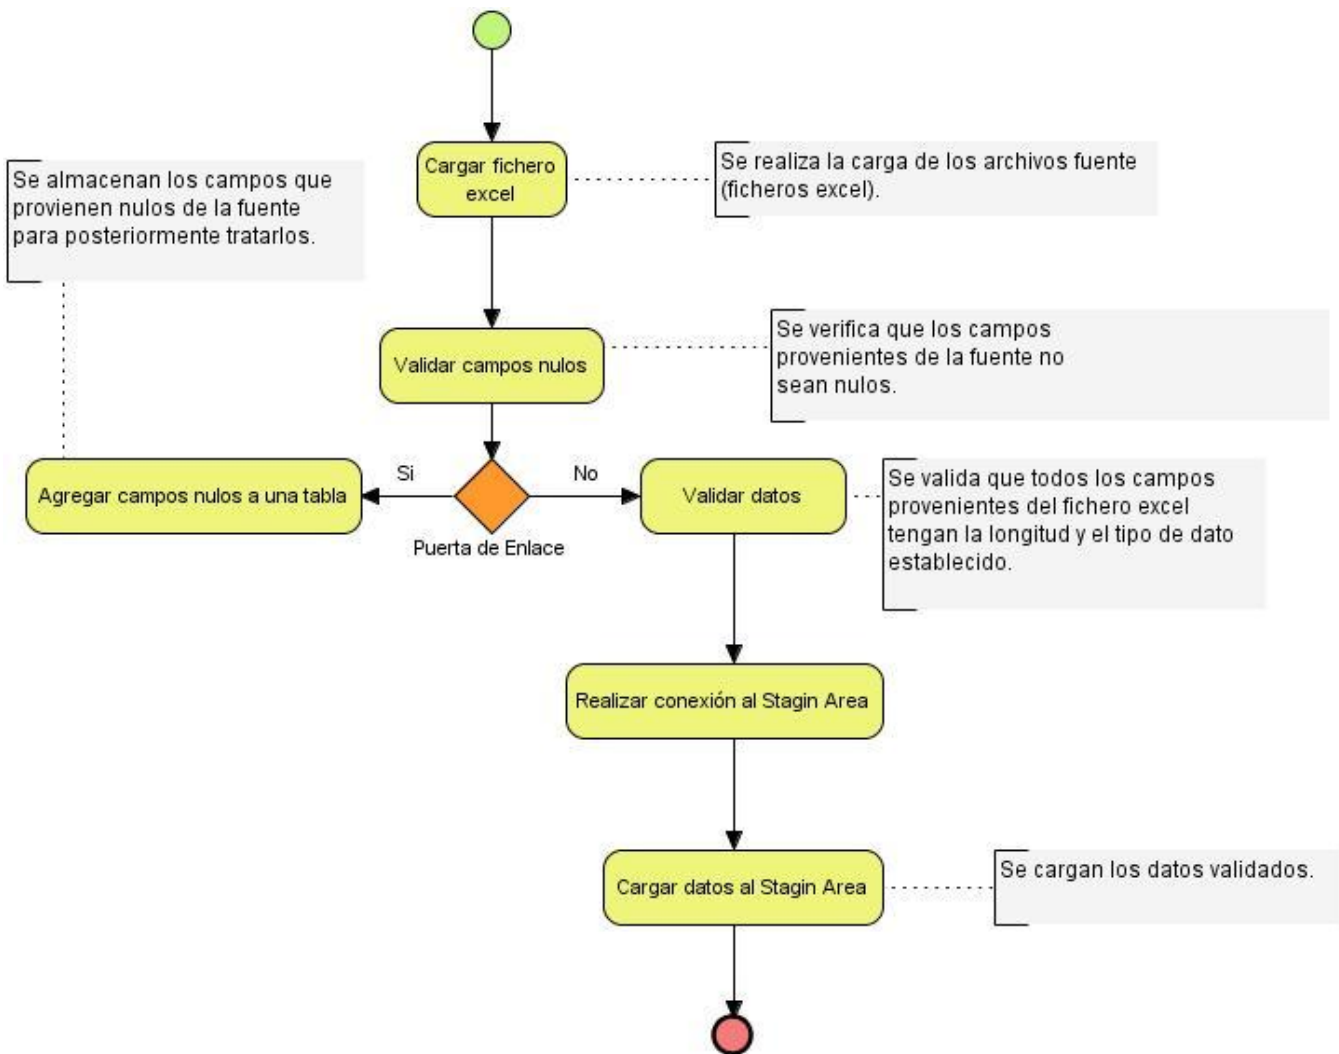 Cargar fichero
excel
Se realiza la carga de los archivos fuente
(ficheros excel).
Se almacenan los campos que
provienen nulos de la fuente
para posteriormente tratarlos.
Validar campos nulos
Se verifica que los campos
provenientes de la fuente no
sean nulos.
Agregar campos nulos a una tabla
Si
No
Puerta de Enlace
Validar datos
Se valida que todos los campos
provenientes del fichero excel
tengan la longitud y el tipo de dato
establecido.
Realizar conexión al Stagin Area
Cargar datos al Stagin Area
Se cargan los datos validados.